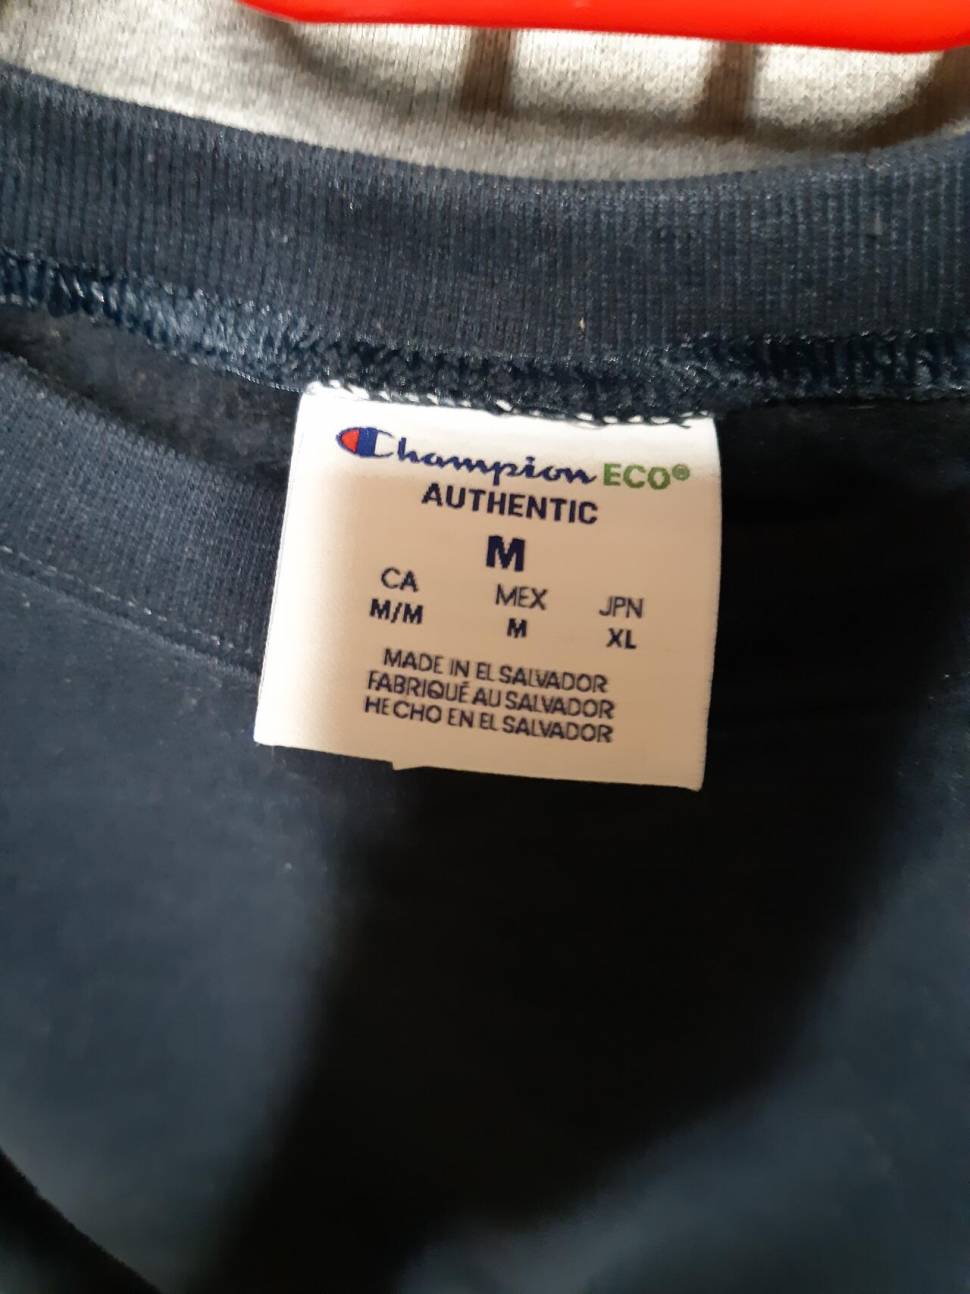 Champion ECO®
AUTHENTIC
M
CA MEX JPN
M/M M XL
MADE IN EL SALVADOR
FABRIQUÉ AU SALVADOR
HECHO EN EL SALVADOR